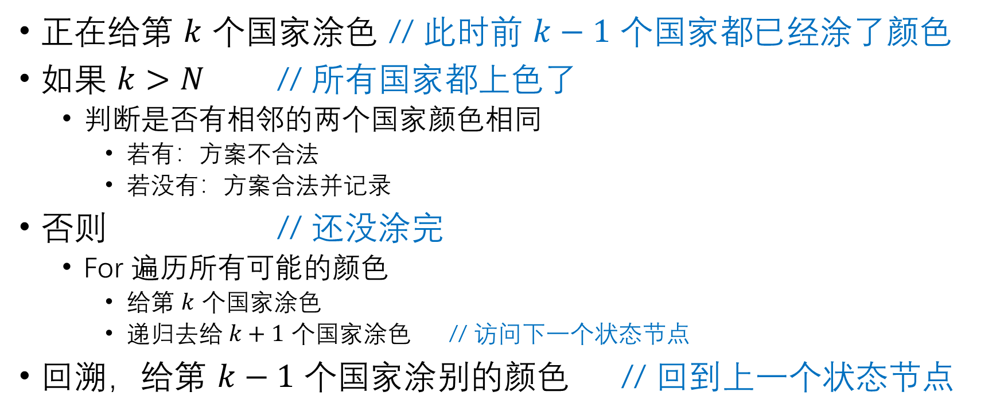 • 正在给第 k 个国家涂色 // 此时前 k − 1 个国家都已经涂了颜色
• 如果 k > N // 所有国家都上色了
• 判断是否有相邻的两个国家颜色相同
• 若有：方案不合法
• 若没有：方案合法并记录
• 否则 // 还没涂完
• For 遍历所有可能的颜色
• 给第 k 个国家涂色
• 递归去给 k + 1 个国家涂色 // 访问下一个状态节点
• 回溯，给第 k − 1 个国家涂别的颜色 // 回到上一个状态节点